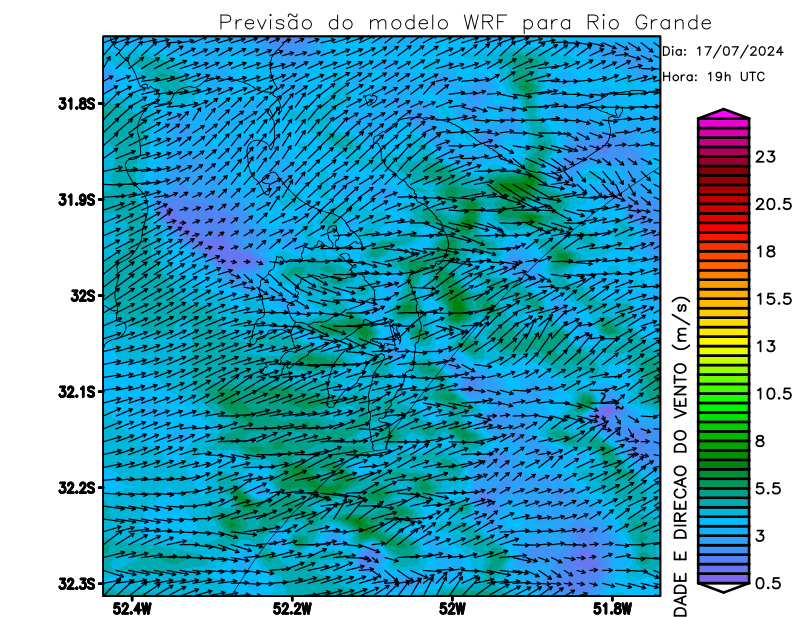 Previsão do modelo WRF para Rio Grande
Dia: 17/07/2024
Hora: 19h UTC
31.8S
31.9S
32S
32.1S
32.2S
32.3S
52.4W
52.2W
52W
51.8W
DADE E DIRECAO DO VENTO (m/s)
23
20.5
18
15.5
13
10.5
8
5.5
3
0.5